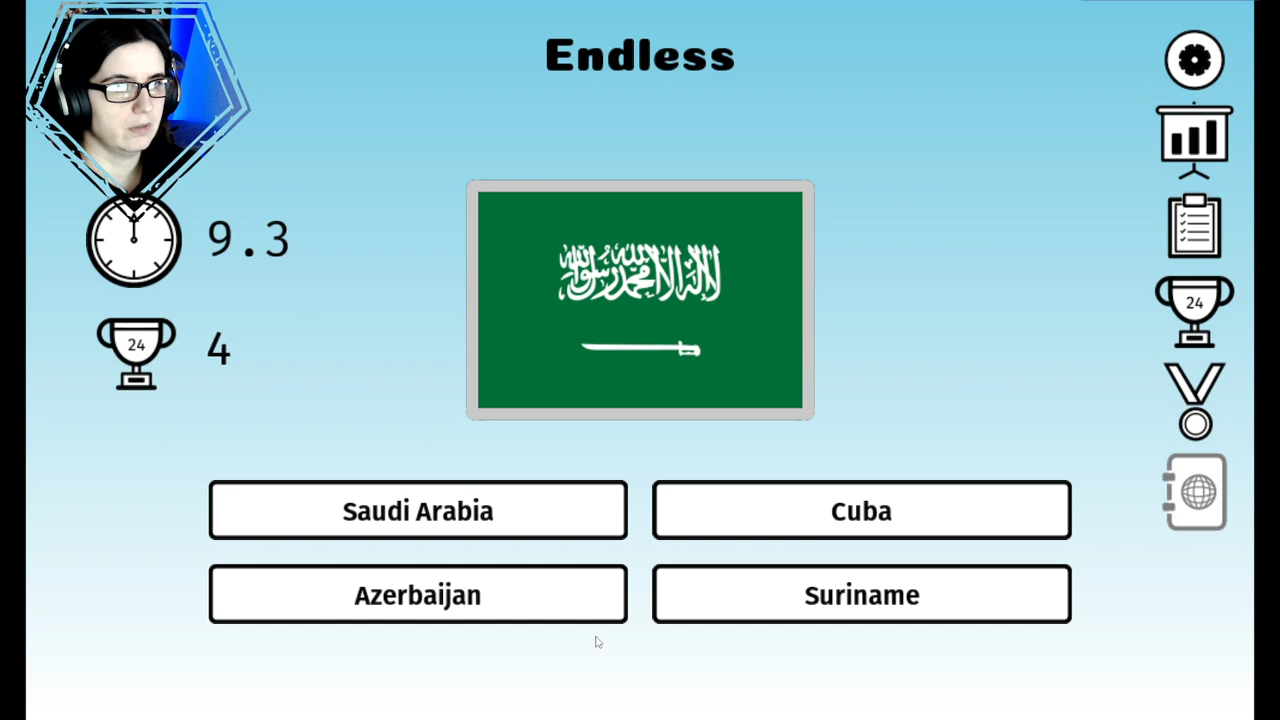 Endless
9.3
24
4
24
لا إله إلا الله محمد رسول الله
Saudi Arabia
Cuba
Azerbaijan
Suriname